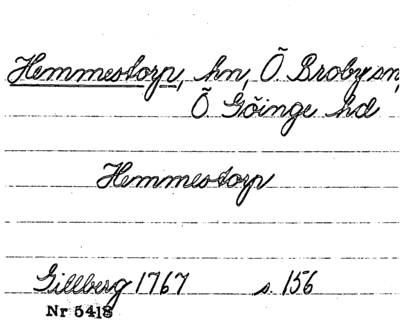 Hemmestorp, hn, Ö. Broby sn,
Ö. Göinge hd
Hemmestorp
Gillberg 1767 s. 156
Nr 5418